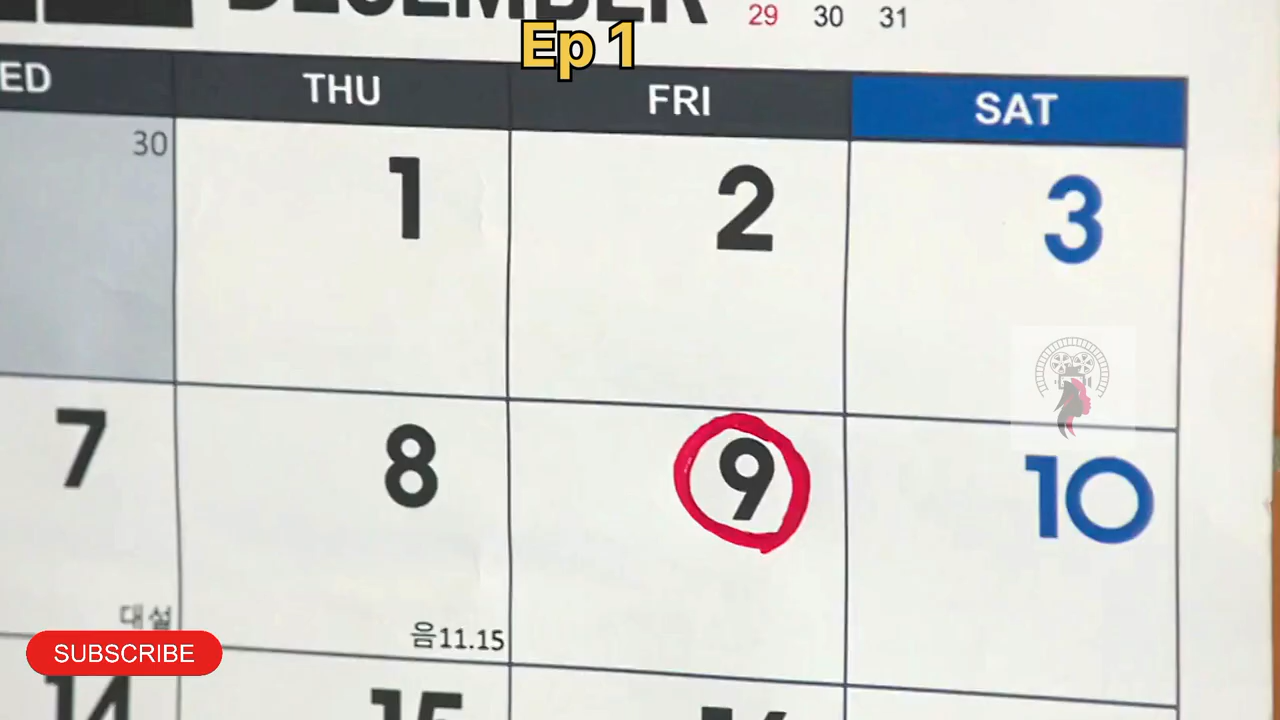 DECEMBER
29 30 31
Ep 1
ED THU FRI SAT
30 1 2 3
7 8 9 10
대설 음11.15
SUBSCRIBE
14 15 16